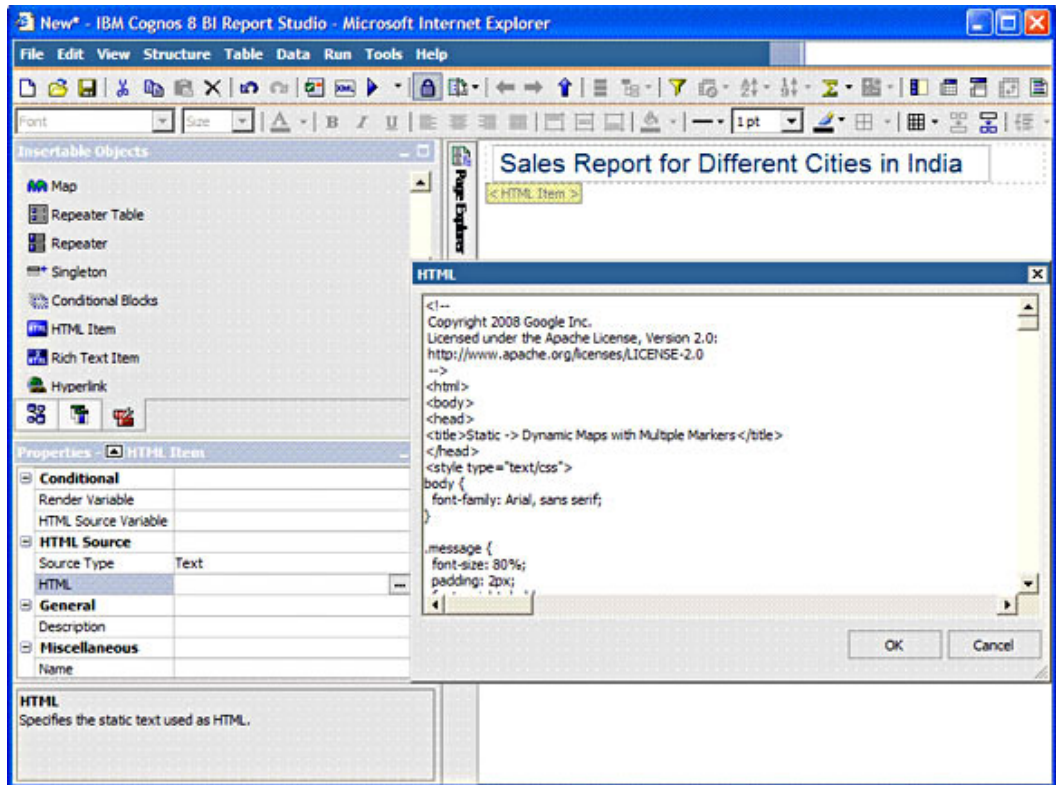 New* - IBM Cognos 8 BI Report Studio - Microsoft Internet Explorer
File Edit View Structure Table Data Run Tools Help
Font Size 1 pt
Insertable Objects
Map
Repeater Table
Repeater
Singleton
Conditional Blocks
HTML Item
Rich Text Item
Hyperlink
Page Explorer
Sales Report for Different Cities in India
< HTML Item >
Properties - HTML Item
Conditional
Render Variable
HTML Source Variable
HTML Source
Source Type Text
HTML
General
Description
Miscellaneous
Name
HTML
Specifies the static text used as HTML.
HTML
<!--
Copyright 2008 Google Inc.
Licensed under the Apache License, Version 2.0:
http://www.apache.org/licenses/LICENSE-2.0
-->
<html>
<body>
<head>
<title>Static -> Dynamic Maps with Multiple Markers</title>
</head>
<style type="text/css">
body {
font-family: Arial, sans serif;
}
.message {
font-size: 80%;
padding: 2px;
OK Cancel